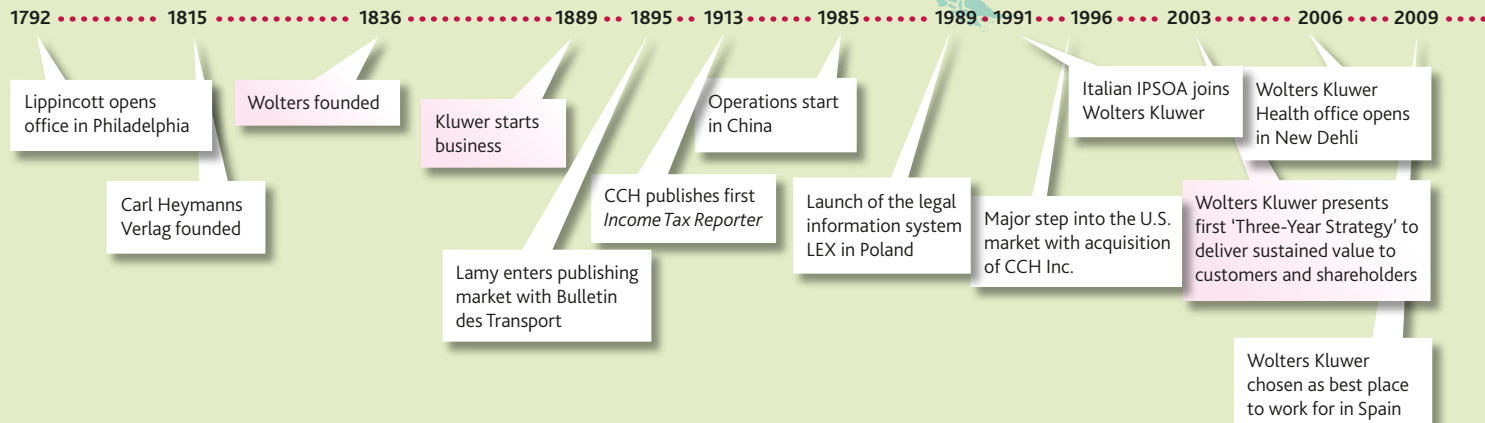 1792 1815 1836 1889 1895 1913 1985 1989 1991 1996 2003 2006 2009
Lippincott opens
office in Philadelphia
Carl Heymanns
Verlag founded
Wolters founded
Kluwer starts
business
Lamy enters publishing
market with Bulletin
des Transport
CCH publishes first
Income Tax Reporter
Operations start
in China
Launch of the legal
information system
LEX in Poland
Italian IPSOA joins
Wolters Kluwer
Major step into the U.S.
market with acquisition
of CCH Inc.
Wolters Kluwer presents
first ‘Three-Year Strategy’ to
deliver sustained value to
customers and shareholders
Wolters Kluwer
Health office opens
in New Dehli
Wolters Kluwer
chosen as best place
to work for in Spain